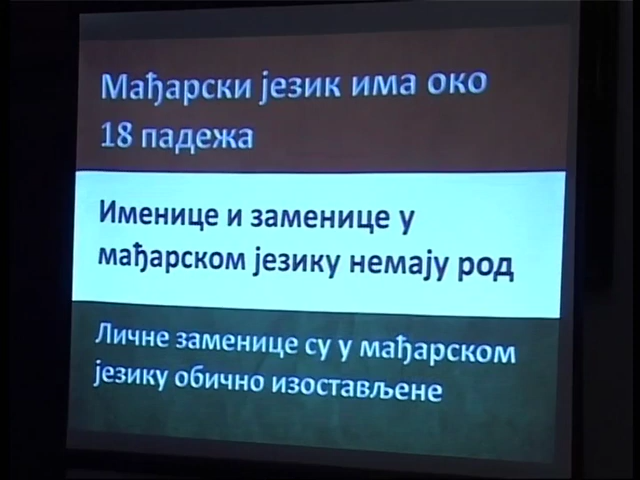 Мађарски језик има око
18 падежа
Именице и заменице у
мађарском језику немају род
Личне заменице су у мађарском
језику обично изостављене